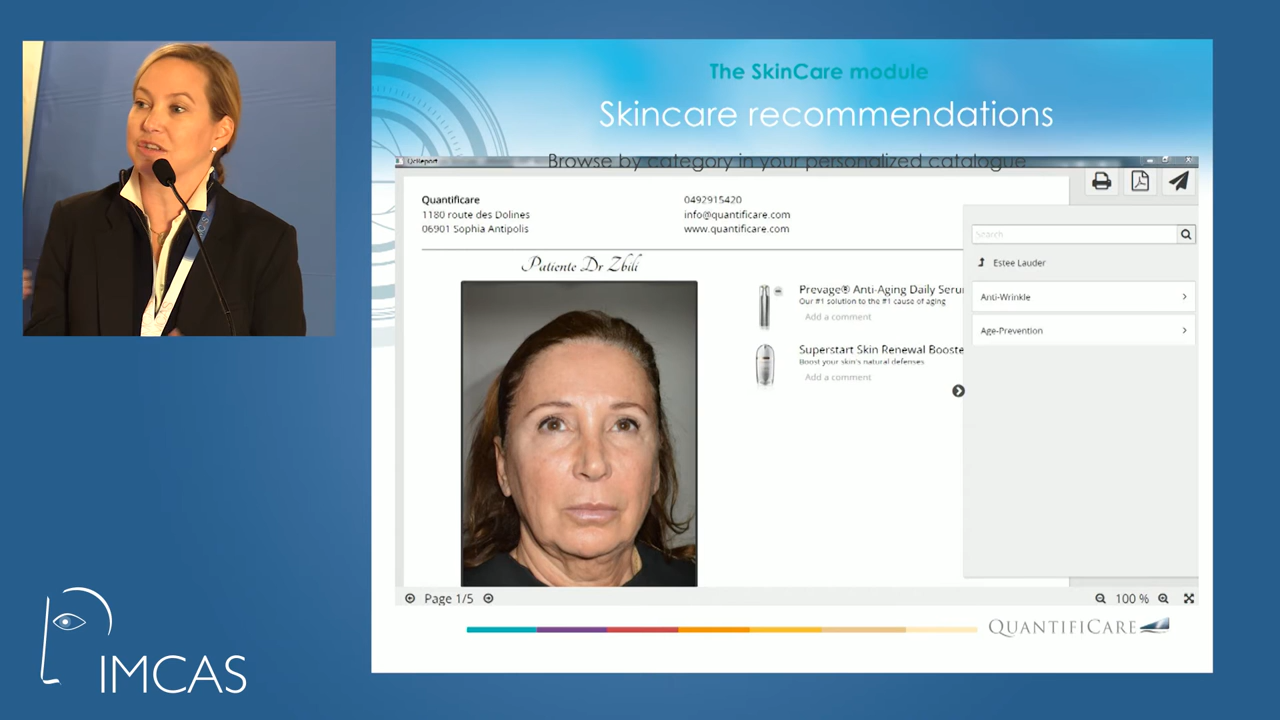 The SkinCare module
Skincare recommendations
Browse by category in your personalized catalogue
QcReport
Quantificare
1180 route des Dolines
06901 Sophia Antipolis
0492915420
info@quantificare.com
www.quantificare.com
Patiente Dr Zbili
Prevage® Anti-Aging Daily Seru
Our #1 solution to the #1 cause of aging
Add a comment
Superstart Skin Renewal Booste
Boost your skin's natural defenses
Add a comment
Search
Estee Lauder
Anti-Wrinkle
Age-Prevention
Page 1/5
100 %
QUANTIFICARE
IMCAS